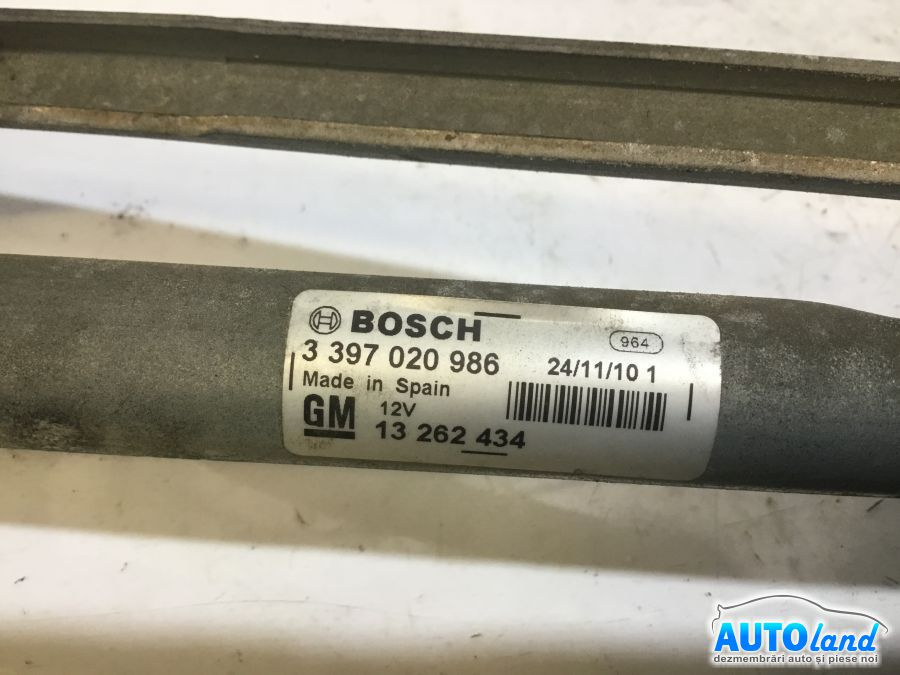 BOSCH
964
3 397 020 986
24/11/10 1
Made in Spain
GM
12V
13 262 434
AUTOland
dezmembrări auto și piese noi